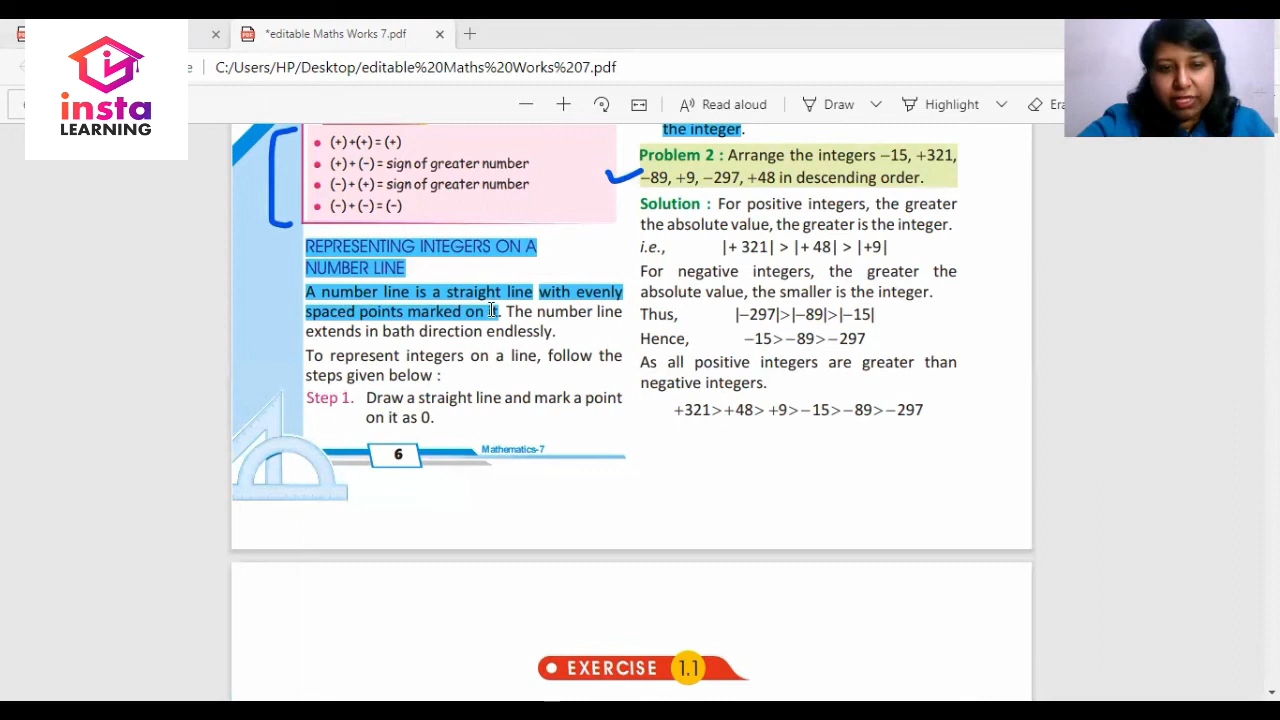 *editable Maths Works 7.pdf
C:/Users/HP/Desktop/editable%20Maths%20Works%207.pdf
Read aloud
Draw
Highlight
Era
insta
LEARNING
(+) +(+) = (+)
(+) + (−) = sign of greater number
(−) + (+) = sign of greater number
(−) + (−) = (−)
REPRESENTING INTEGERS ON A
NUMBER LINE
A number line is a straight line with evenly
spaced points marked on it. The number line
extends in bath direction endlessly.
To represent integers on a line, follow the
steps given below :
Step 1. Draw a straight line and mark a point
on it as 0.
6
Mathematics-7
the integer.
Problem 2 : Arrange the integers −15, +321,
−89, +9, −297, +48 in descending order.
Solution : For positive integers, the greater
the absolute value, the greater is the integer.
i.e., |+ 321| > |+ 48| > |+9|
For negative integers, the greater the
absolute value, the smaller is the integer.
Thus, |−297|>|−89|>|−15|
Hence, −15>−89>−297
As all positive integers are greater than
negative integers.
+321>+48> +9>−15>−89>−297
EXERCISE 1.1